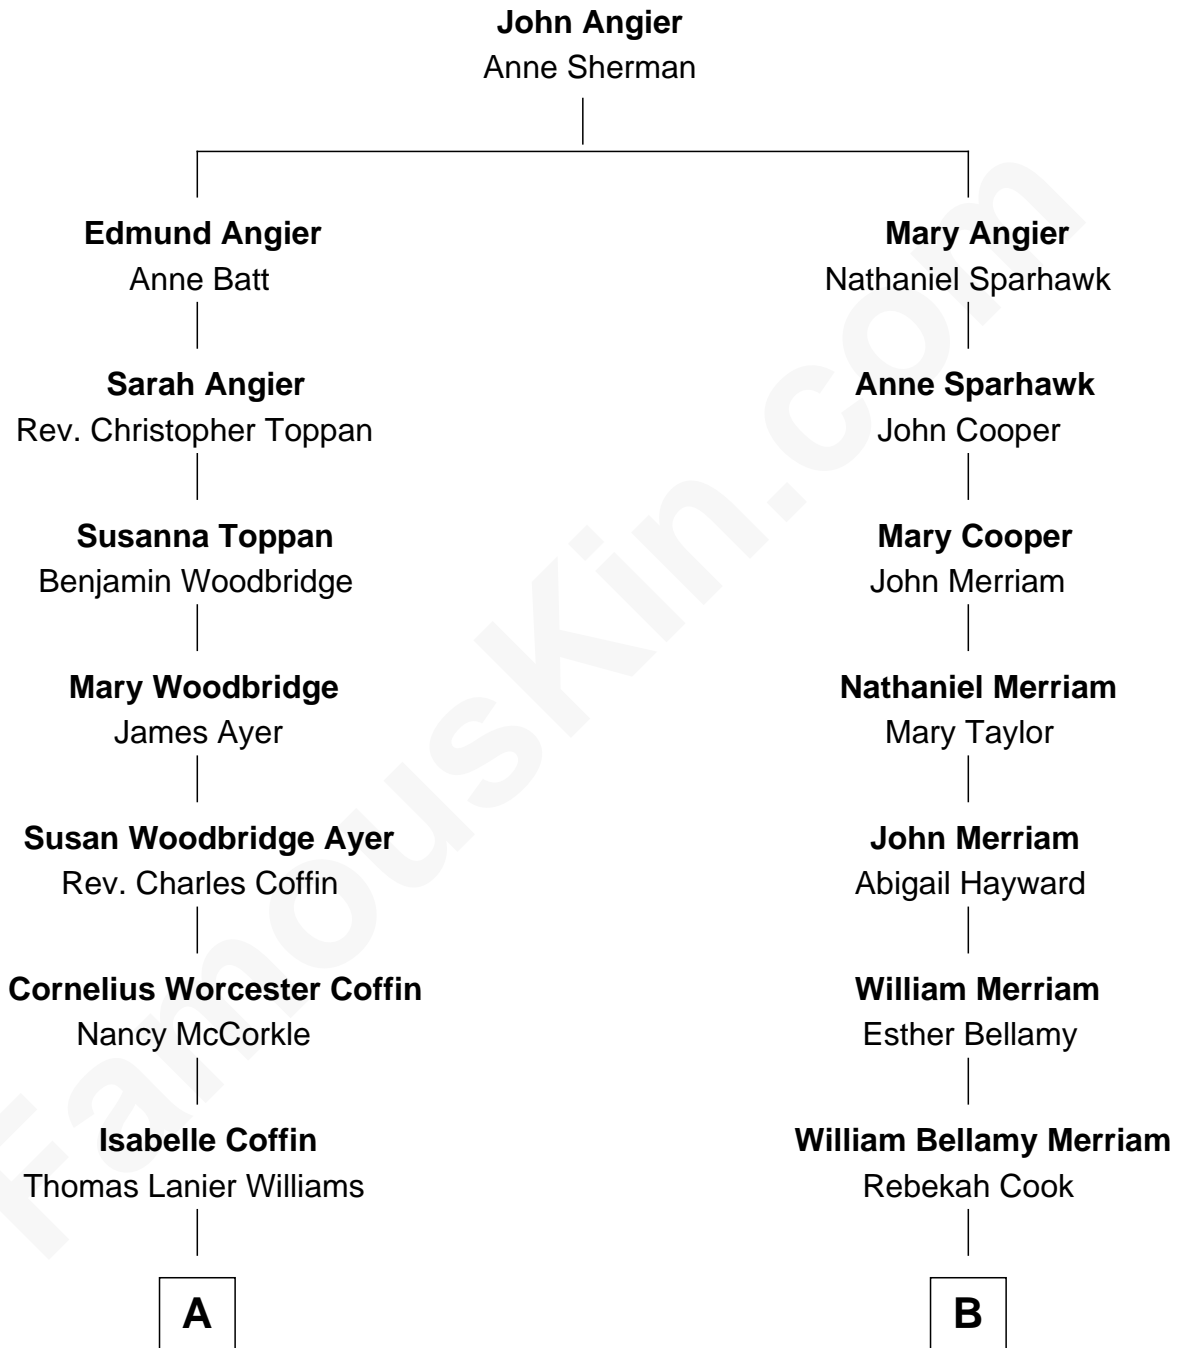 John Angier
Anne Sherman
Edmund Angier
Anne Batt
Mary Angier
Nathaniel Sparhawk
Sarah Angier
Rev. Christopher Toppan
Anne Sparhawk
John Cooper
Susanna Toppan
Benjamin Woodbridge
Mary Cooper
John Merriam
Mary Woodbridge
James Ayer
Nathaniel Merriam
Mary Taylor
Susan Woodbridge Ayer
Rev. Charles Coffin
John Merriam
Abigail Hayward
Cornelius Worcester Coffin
Nancy McCorkle
William Merriam
Esther Bellamy
Isabelle Coffin
Thomas Lanier Williams
William Bellamy Merriam
Rebekah Cook
A
B
FamousKin.com